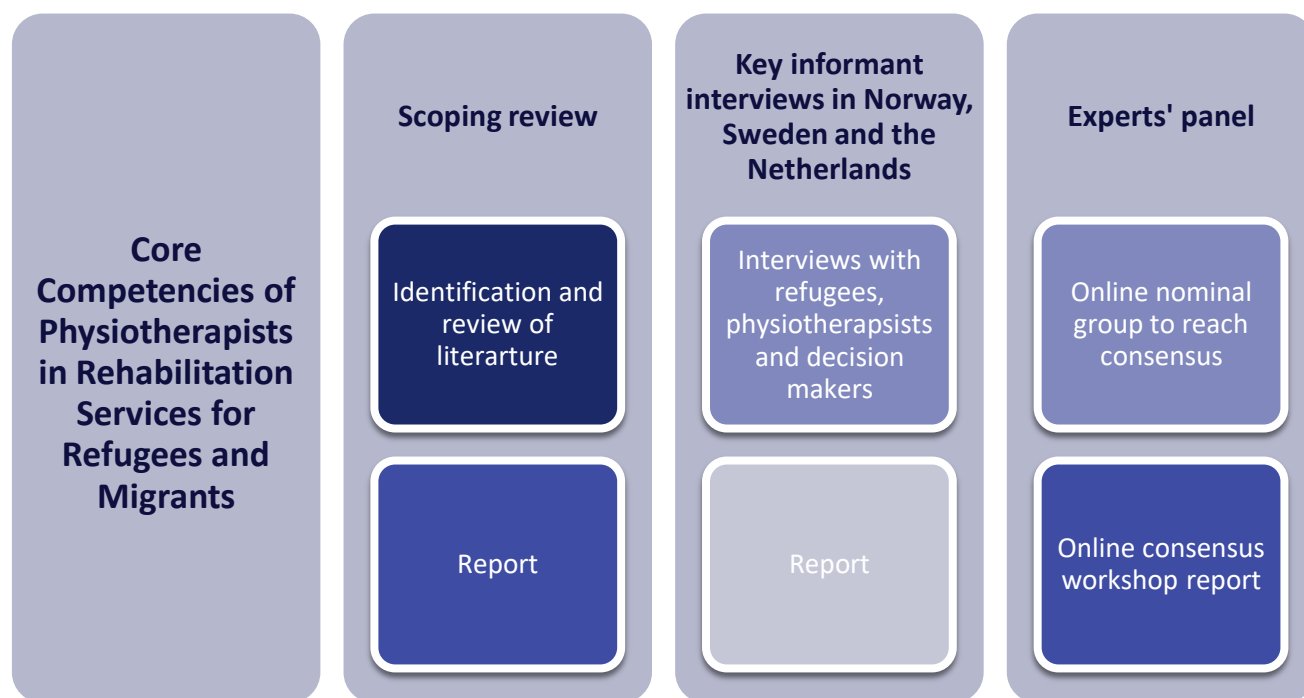 Core
Competencies of
Physiotherapists
in Rehabilitation
Services for
Refugees and
Migrants
Scoping review
Identification and
review of
literarture
Report
Key informant
interviews in Norway,
Sweden and the
Netherlands
Interviews with
refugees,
physiotherapsists
and decision
makers
Report
Experts' panel
Online nominal
group to reach
consensus
Online consensus
workshop report